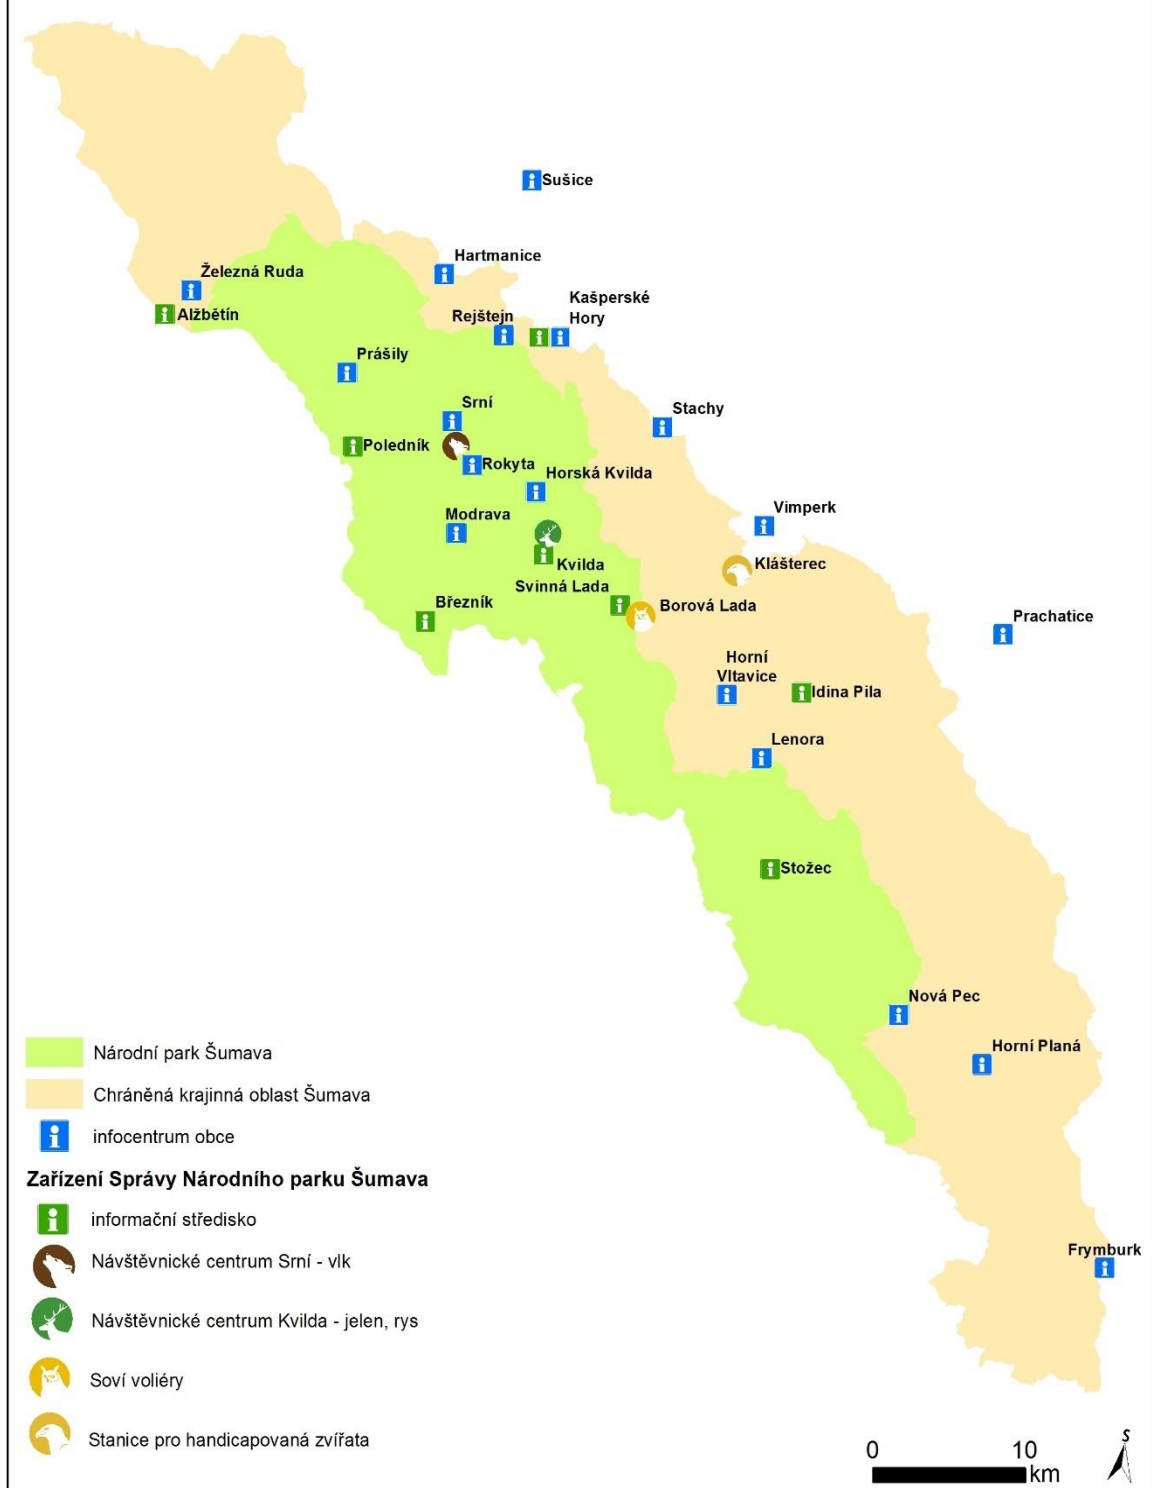 Sušice
Hartmanice
Železná Ruda
Alžbětín
Kašperské
Hory
Rejštejn
Prášily
Srní
Stachy
Poledník
Rokyta
Horská Kvilda
Modrava
Vimperk
Kvilda
Klášterec
Svinná Lada
Březník
Borová Lada
Prachatice
Horní
Vltavice
Idina Pila
Lenora
Stožec
Nová Pec
Horní Planá
Frymburk
Národní park Šumava
Chráněná krajinná oblast Šumava
infocentrum obce
Zařízení Správy Národního parku Šumava
informační středisko
Návštěvnické centrum Srní - vlk
Návštěvnické centrum Kvilda - jelen, rys
Soví voliéry
Stanice pro handicapovaná zvířata
0 10
km
S